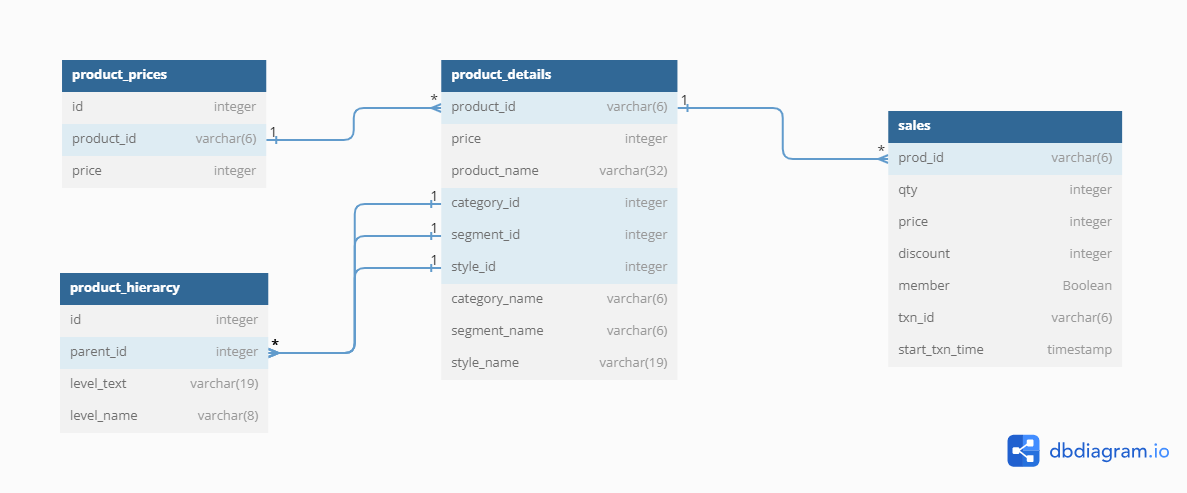 product_prices
id integer
product_id varchar(6)
price integer
1
*
product_details
product_id varchar(6)
price integer
product_name varchar(32)
category_id integer
segment_id integer
style_id integer
category_name varchar(6)
segment_name varchar(6)
style_name varchar(19)
1
1
1
1
*
product_hierarcy
id integer
parent_id integer
level_text varchar(19)
level_name varchar(8)
*
sales
prod_id varchar(6)
qty integer
price integer
discount integer
member Boolean
txn_id varchar(6)
start_txn_time timestamp
dbdiagram.io